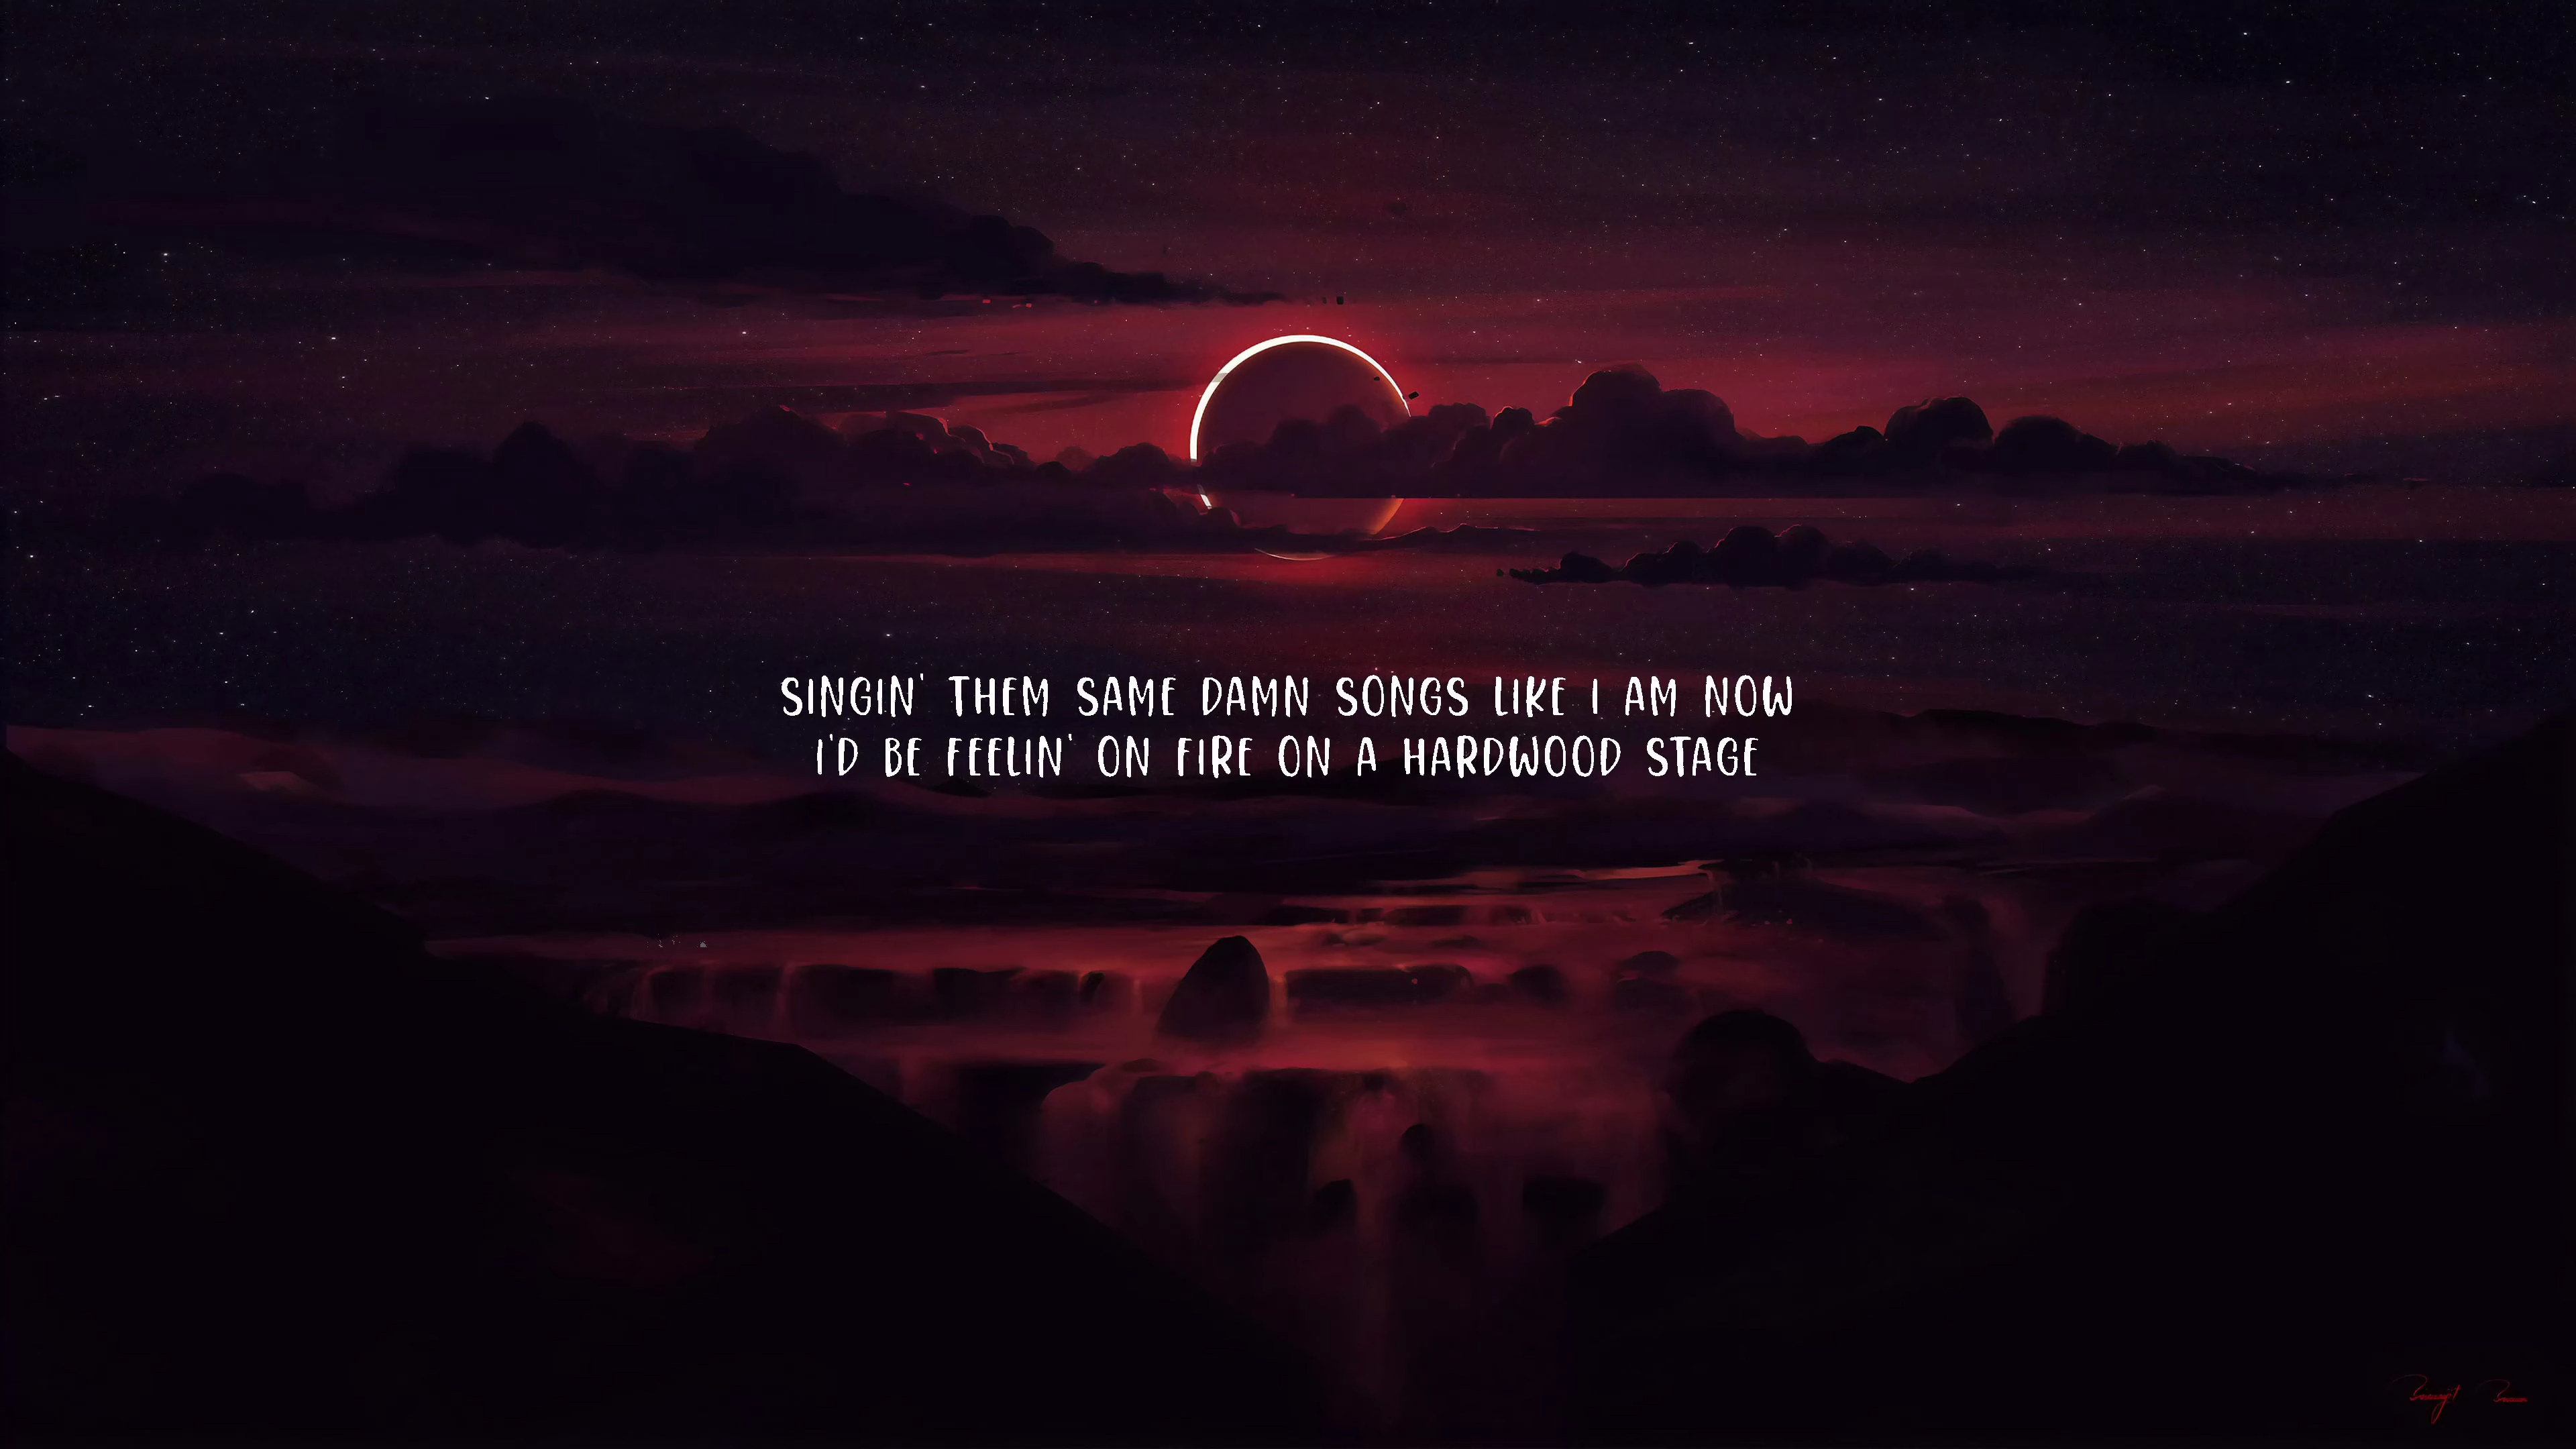 SINGIN' THEM SAME DAMN SONGS LIKE I AM NOW
I'D BE FEELIN' ON FIRE ON A HARDWOOD STAGE